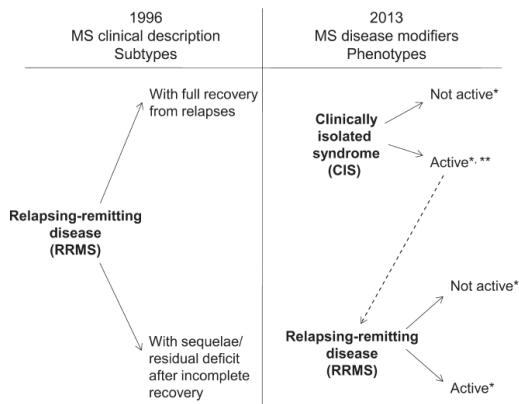 1996
MS clinical description
Subtypes
With full recovery
from relapses
Relapsing-remitting
disease
(RRMS)
With sequelae/
residual deficit
after incomplete
recovery
2013
MS disease modifiers
Phenotypes
Not active*
Clinically
isolated
syndrome
(CIS)
Active*, **
Not active*
Relapsing-remitting
disease
(RRMS)
Active*